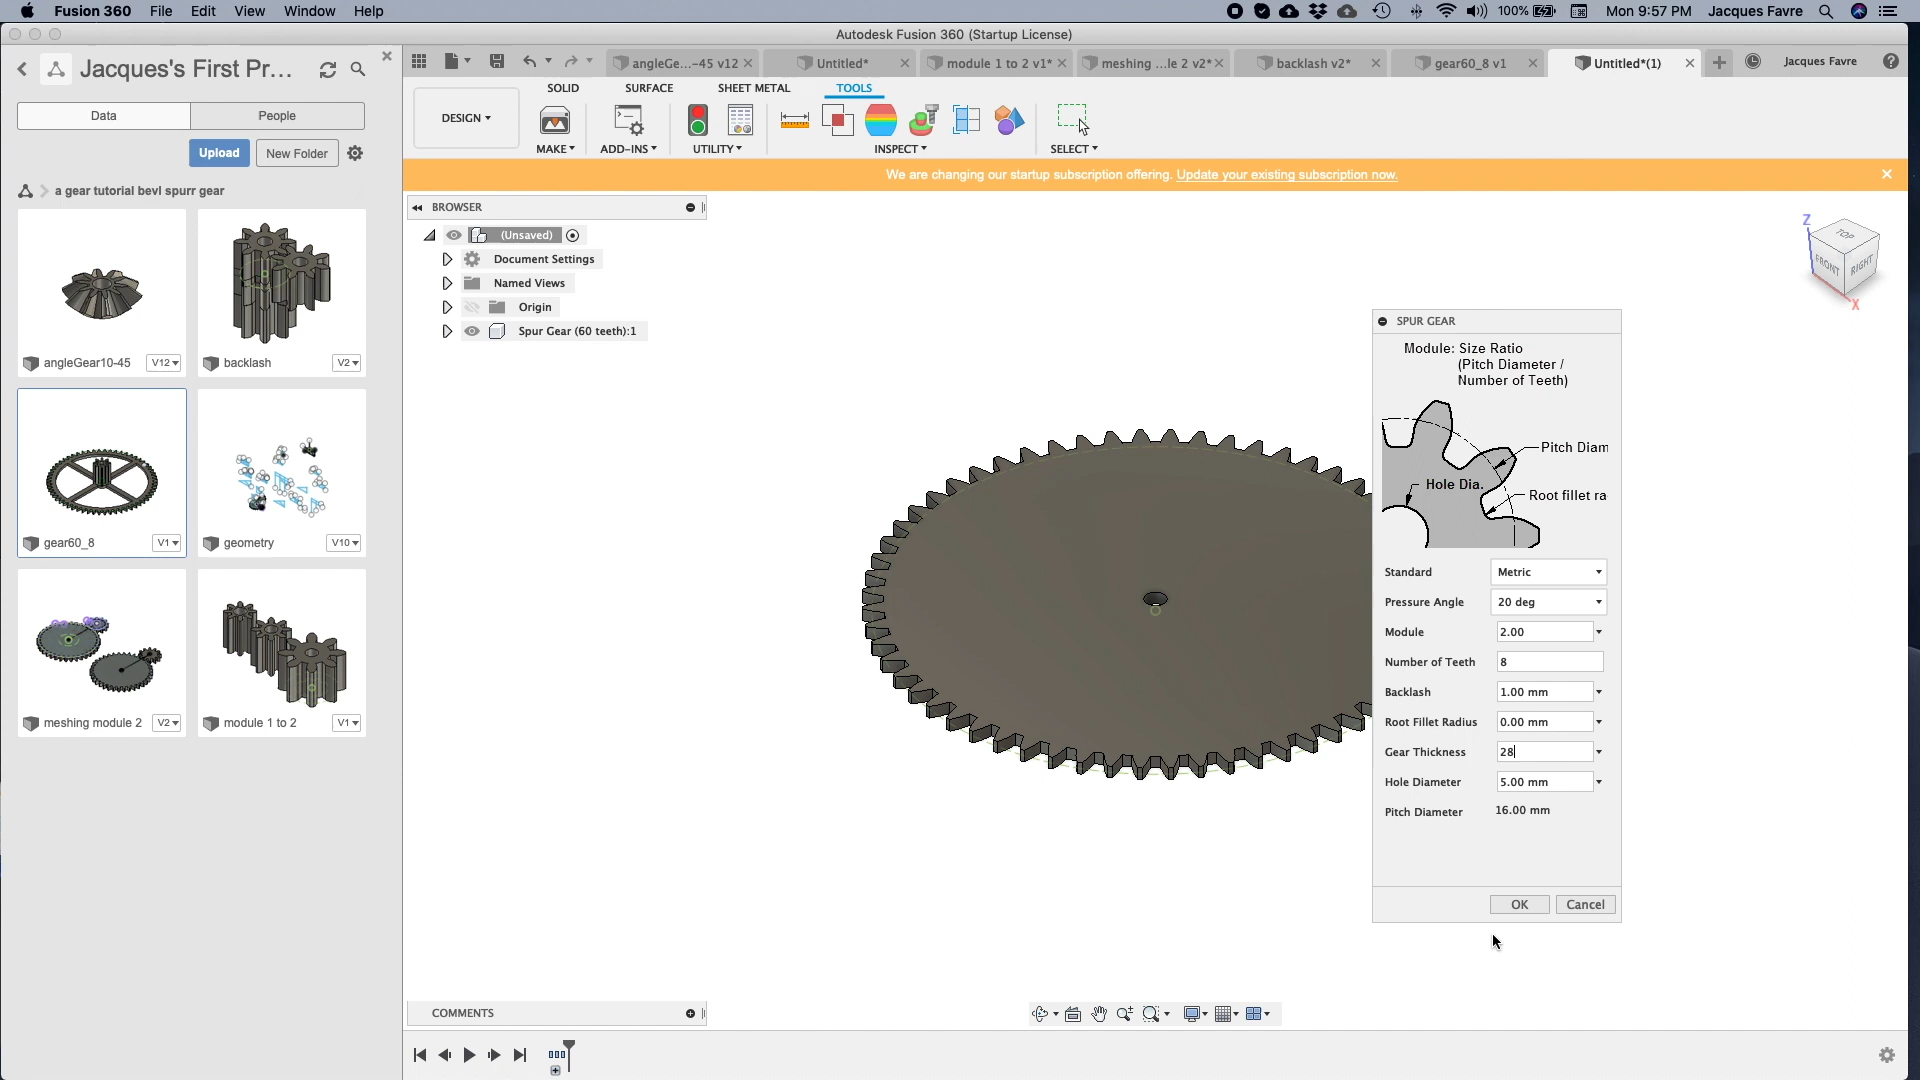 Fusion 360 File Edit View Window Help
100% Mon 9:57 PM Jacques Favre
Autodesk Fusion 360 (Startup License)
Jacques's First Pr...
angleGe...-45 v12
Untitled*
module 1 to 2 v1*
meshing ...le 2 v2*
backlash v2*
gear60_8 v1
Untitled*(1)
Jacques Favre
SOLID SURFACE SHEET METAL TOOLS
Data People
DESIGN
MAKE ADD-INS UTILITY INSPECT SELECT
Upload New Folder
We are changing our startup subscription offering. Update your existing subscription now.
a gear tutorial bevl spurr gear
angleGear10-45 V12
backlash V2
gear60_8 V1
geometry V10
meshing module 2 V2
module 1 to 2 V1
BROWSER
(Unsaved)
Document Settings
Named Views
Origin
Spur Gear (60 teeth):1
Z
TOP
FRONT
RIGHT
X
SPUR GEAR
Module: Size Ratio
(Pitch Diameter /
Number of Teeth)
Pitch Diam
Hole Dia.
Root fillet ra
Standard Metric
Pressure Angle 20 deg
Module 2.00
Number of Teeth 8
Backlash 1.00 mm
Root Fillet Radius 0.00 mm
Gear Thickness 28
Hole Diameter 5.00 mm
Pitch Diameter 16.00 mm
OK Cancel
COMMENTS